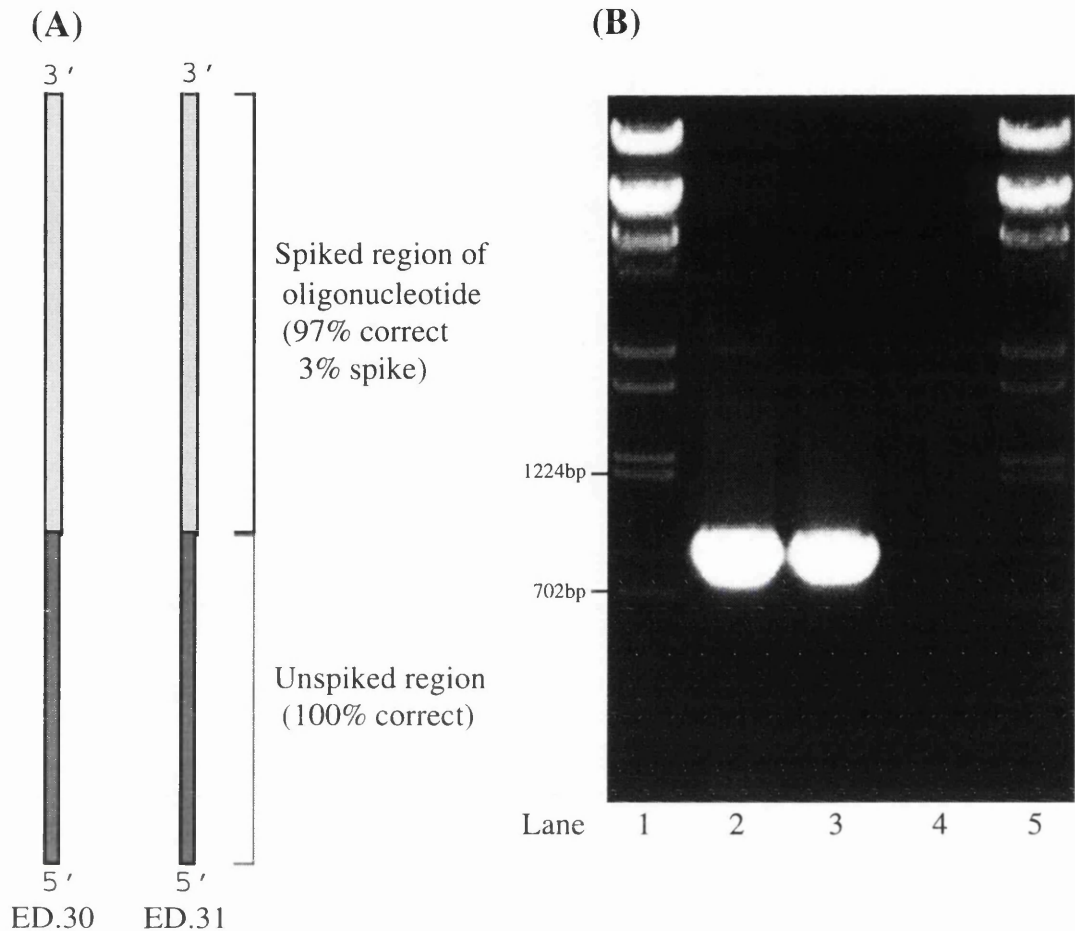 (A)
3′
3′
Spiked region of
oligonucleotide
(97% correct
3% spike)
Unspiked region
(100% correct)
5′
5′
ED.30
ED.31
(B)
1224bp
702bp
Lane
1
2
3
4
5